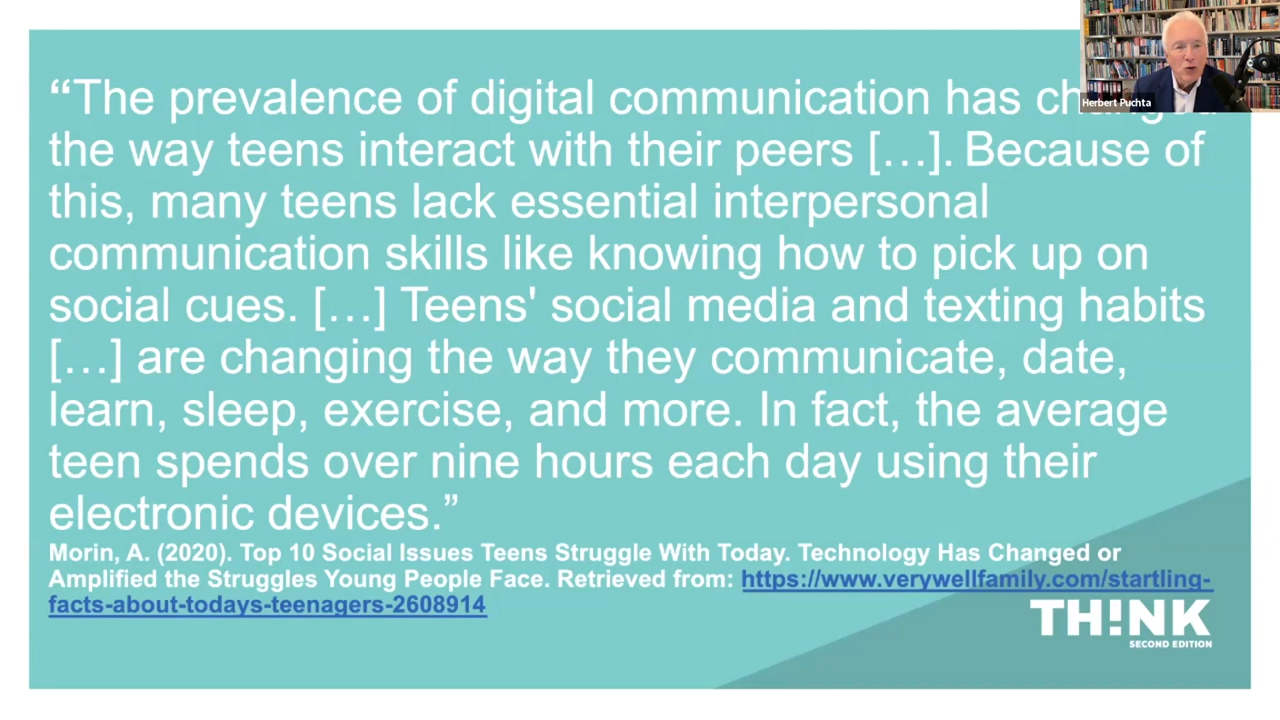 “The prevalence of digital communication has changed
the way teens interact with their peers […]. Because of
this, many teens lack essential interpersonal
communication skills like knowing how to pick up on
social cues. […] Teens' social media and texting habits
[…] are changing the way they communicate, date,
learn, sleep, exercise, and more. In fact, the average
teen spends over nine hours each day using their
electronic devices.”
Morin, A. (2020). Top 10 Social Issues Teens Struggle With Today. Technology Has Changed or
Amplified the Struggles Young People Face. Retrieved from: https://www.verywellfamily.com/startling-
facts-about-todays-teenagers-2608914
TH!NK
SECOND EDITION
Herbert Puchta